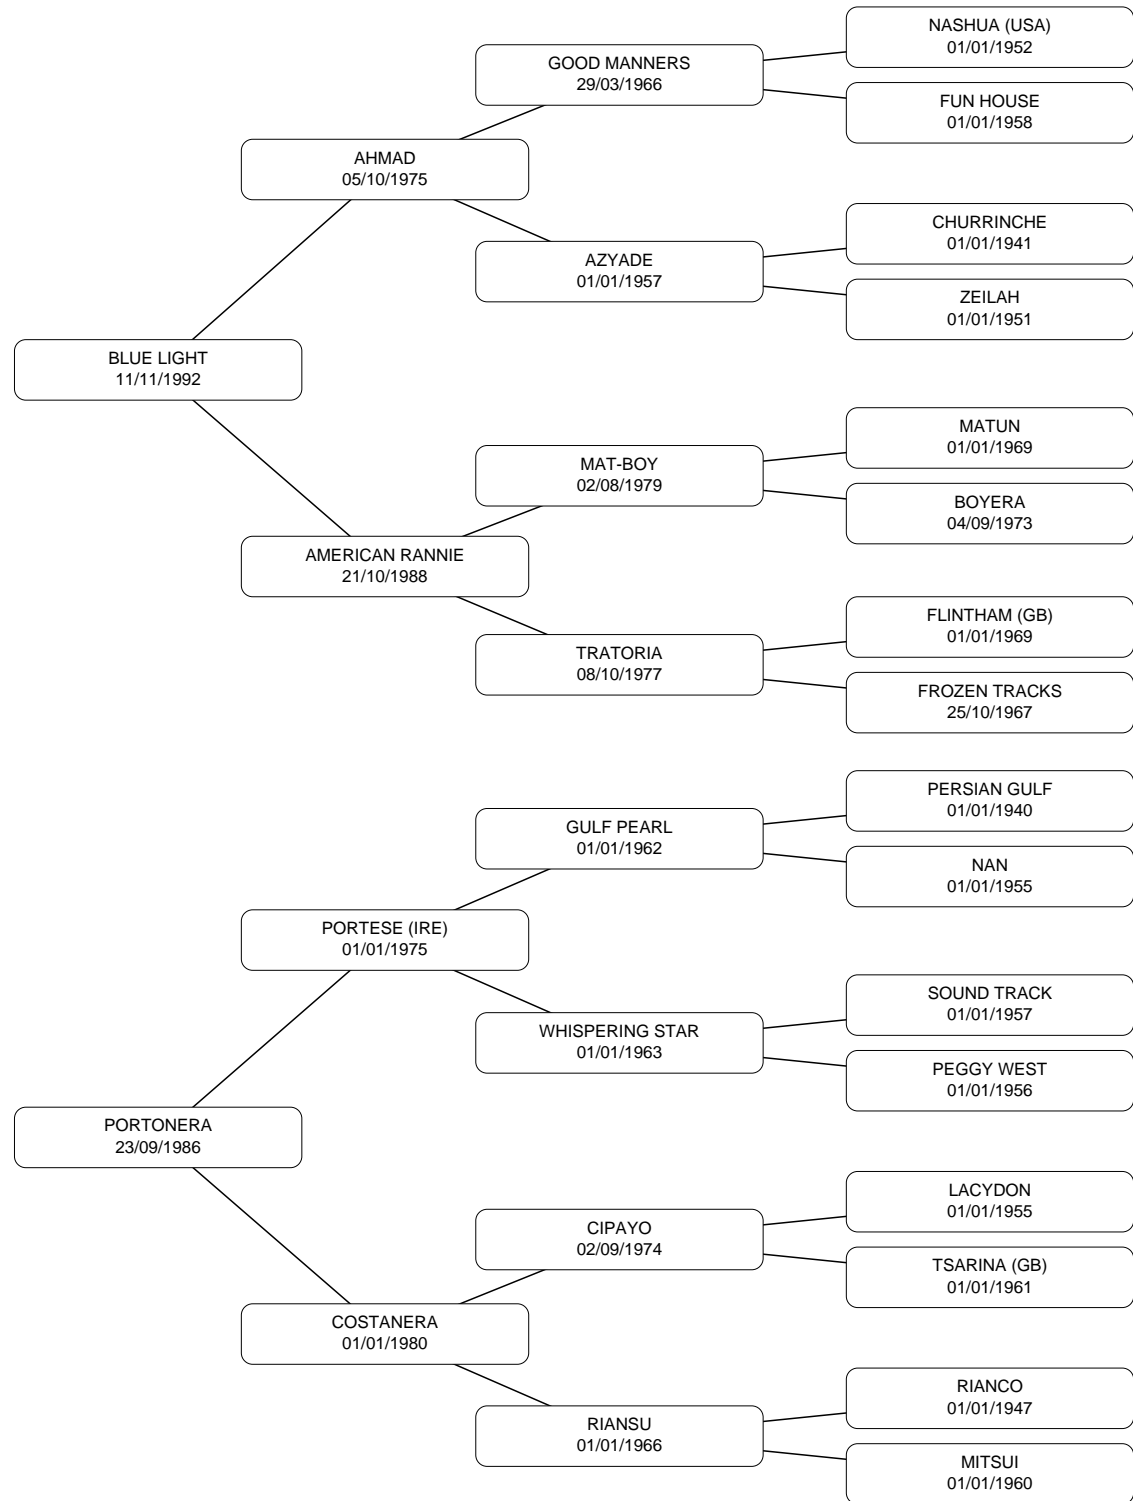 NASHUA (USA)
01/01/1952
GOOD MANNERS
29/03/1966
FUN HOUSE
01/01/1958
AHMAD
05/10/1975
CHURRINCHE
01/01/1941
AZYADE
01/01/1957
ZEILAH
01/01/1951
BLUE LIGHT
11/11/1992
MATUN
01/01/1969
MAT-BOY
02/08/1979
BOYERA
04/09/1973
AMERICAN RANNIE
21/10/1988
FLINTHAM (GB)
01/01/1969
TRATORIA
08/10/1977
FROZEN TRACKS
25/10/1967
PERSIAN GULF
01/01/1940
GULF PEARL
01/01/1962
NAN
01/01/1955
PORTESE (IRE)
01/01/1975
SOUND TRACK
01/01/1957
WHISPERING STAR
01/01/1963
PEGGY WEST
01/01/1956
PORTONERA
23/09/1986
LACYDON
01/01/1955
CIPAYO
02/09/1974
TSARINA (GB)
01/01/1961
COSTANERA
01/01/1980
RIANCO
01/01/1947
RIANSU
01/01/1966
MITSUI
01/01/1960